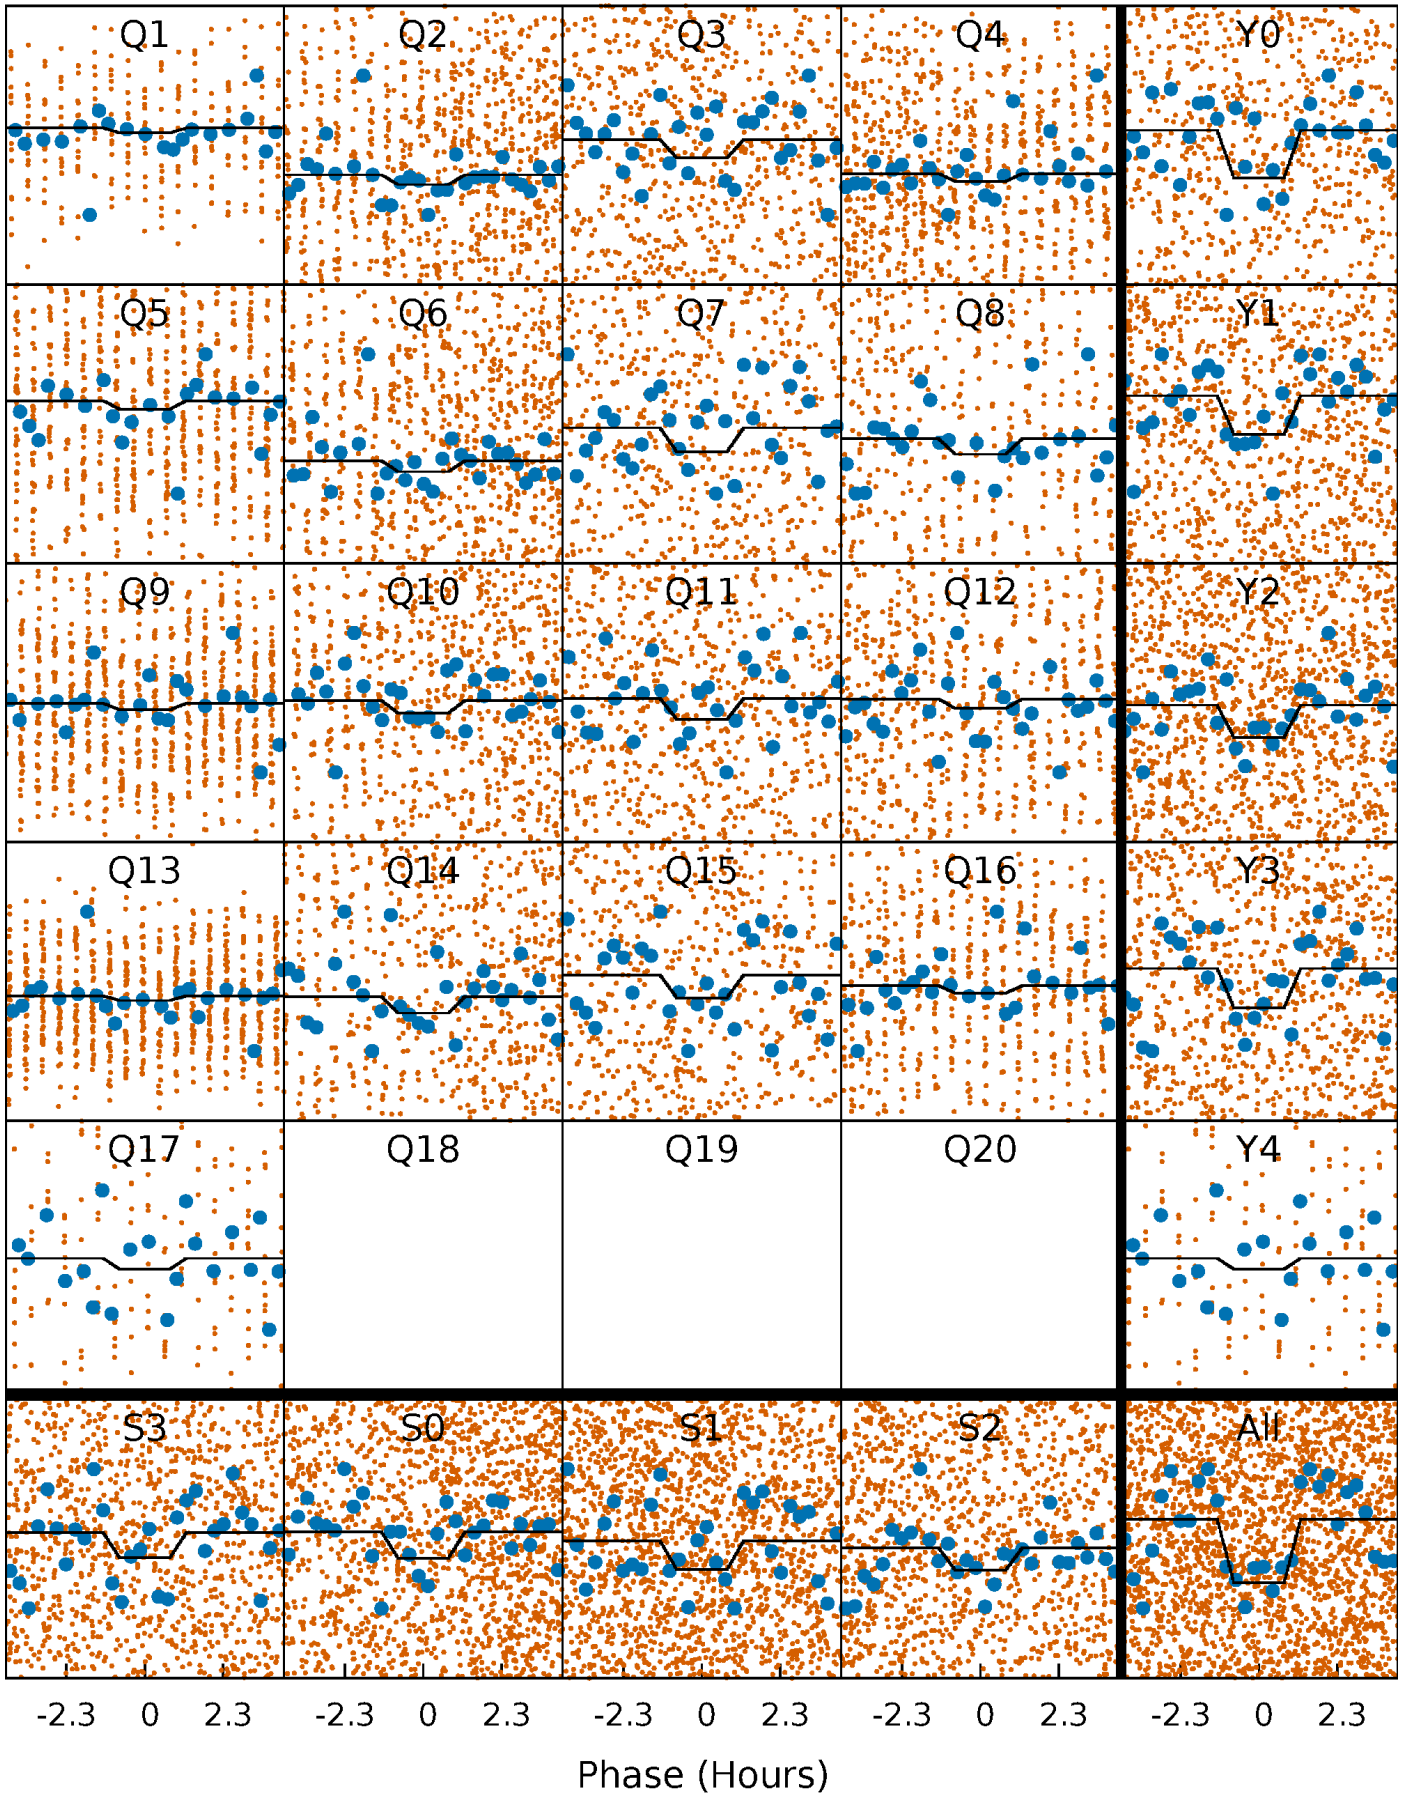 Q1 Q2 Q3 Q4 Y0
Q5 Q6 Q7 Q8 Y1
Q9 Q10 Q11 Q12 Y2
Q13 Q14 Q15 Q16 Y3
Q17 Q18 Q19 Q20 Y4
S3 S0 S1 S2 All
-2.3 0 2.3 -2.3 0 2.3 -2.3 0 2.3 -2.3 0 2.3 -2.3 0 2.3
Phase (Hours)